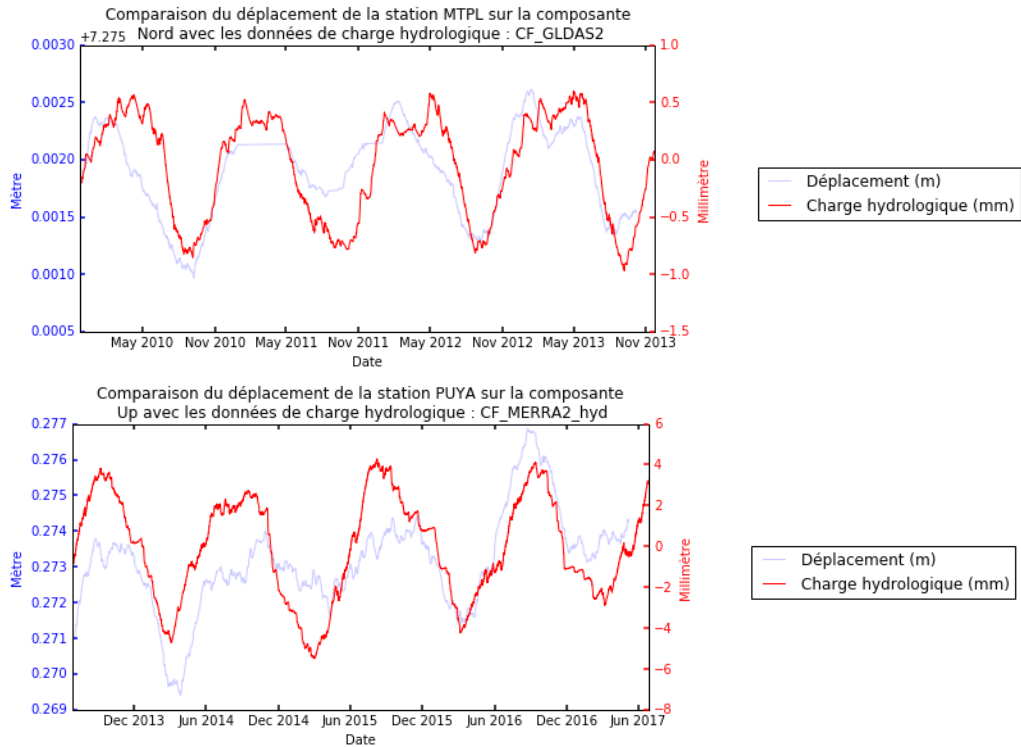 Comparaison du déplacement de la station MTPL sur la composante
Nord avec les données de charge hydrologique : CF_GLDAS2
+7.275
0.0030
0.0025
0.0020
0.0015
0.0010
0.0005
Mètre
1.0
0.5
0.0
−0.5
−1.0
−1.5
Millimètre
May 2010 Nov 2010 May 2011 Nov 2011 May 2012 Nov 2012 May 2013 Nov 2013
Date
Déplacement (m)
Charge hydrologique (mm)
Comparaison du déplacement de la station PUYA sur la composante
Up avec les données de charge hydrologique : CF_MERRA2_hyd
0.277
0.276
0.275
0.274
0.273
0.272
0.271
0.270
0.269
Mètre
6
4
2
0
−2
−4
−6
−8
Millimètre
Dec 2013 Jun 2014 Dec 2014 Jun 2015 Dec 2015 Jun 2016 Dec 2016 Jun 2017
Date
Déplacement (m)
Charge hydrologique (mm)